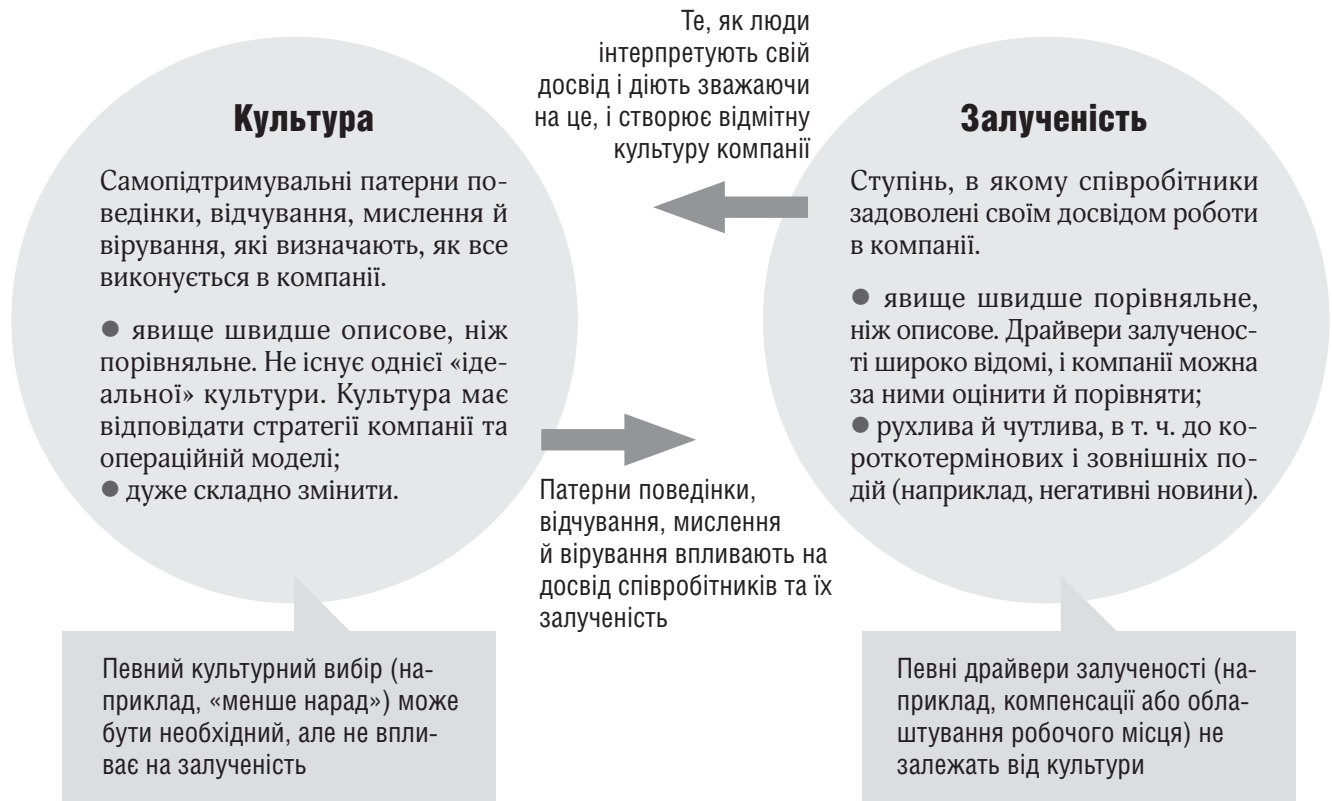 Те, як люди
інтерпретують свій
досвід і діють зважаючи
на це, і створює відмітну
культуру компанії
Культура
Самопідтримувальні патерни по-
ведінки, відчування, мислення й
вірування, які визначають, як все
виконується в компанії.
● явище швидше описове, ніж
порівняльне. Не існує однієї «іде-
альної» культури. Культура має
відповідати стратегії компанії та
операційній моделі;
● дуже складно змінити.
Залученість
Ступінь, в якому співробітники
задоволені своїм досвідом роботи
в компанії.
● явище швидше порівняльне,
ніж описове. Драйвери залученос-
ті широко відомі, і компанії можна
за ними оцінити й порівняти;
● рухлива й чутлива, в т. ч. до ко-
роткотермінових і зовнішніх по-
дій (наприклад, негативні новини).
Патерни поведінки,
відчування, мислення
й вірування впливають на
досвід співробітників та їх
залученість
Певний культурний вибір (на-
приклад, «менше нарад») може
бути необхідний, але не впли-
ває на залученість
Певні драйвери залученості (на-
приклад, компенсації або обла-
штування робочого місця) не
залежать від культури